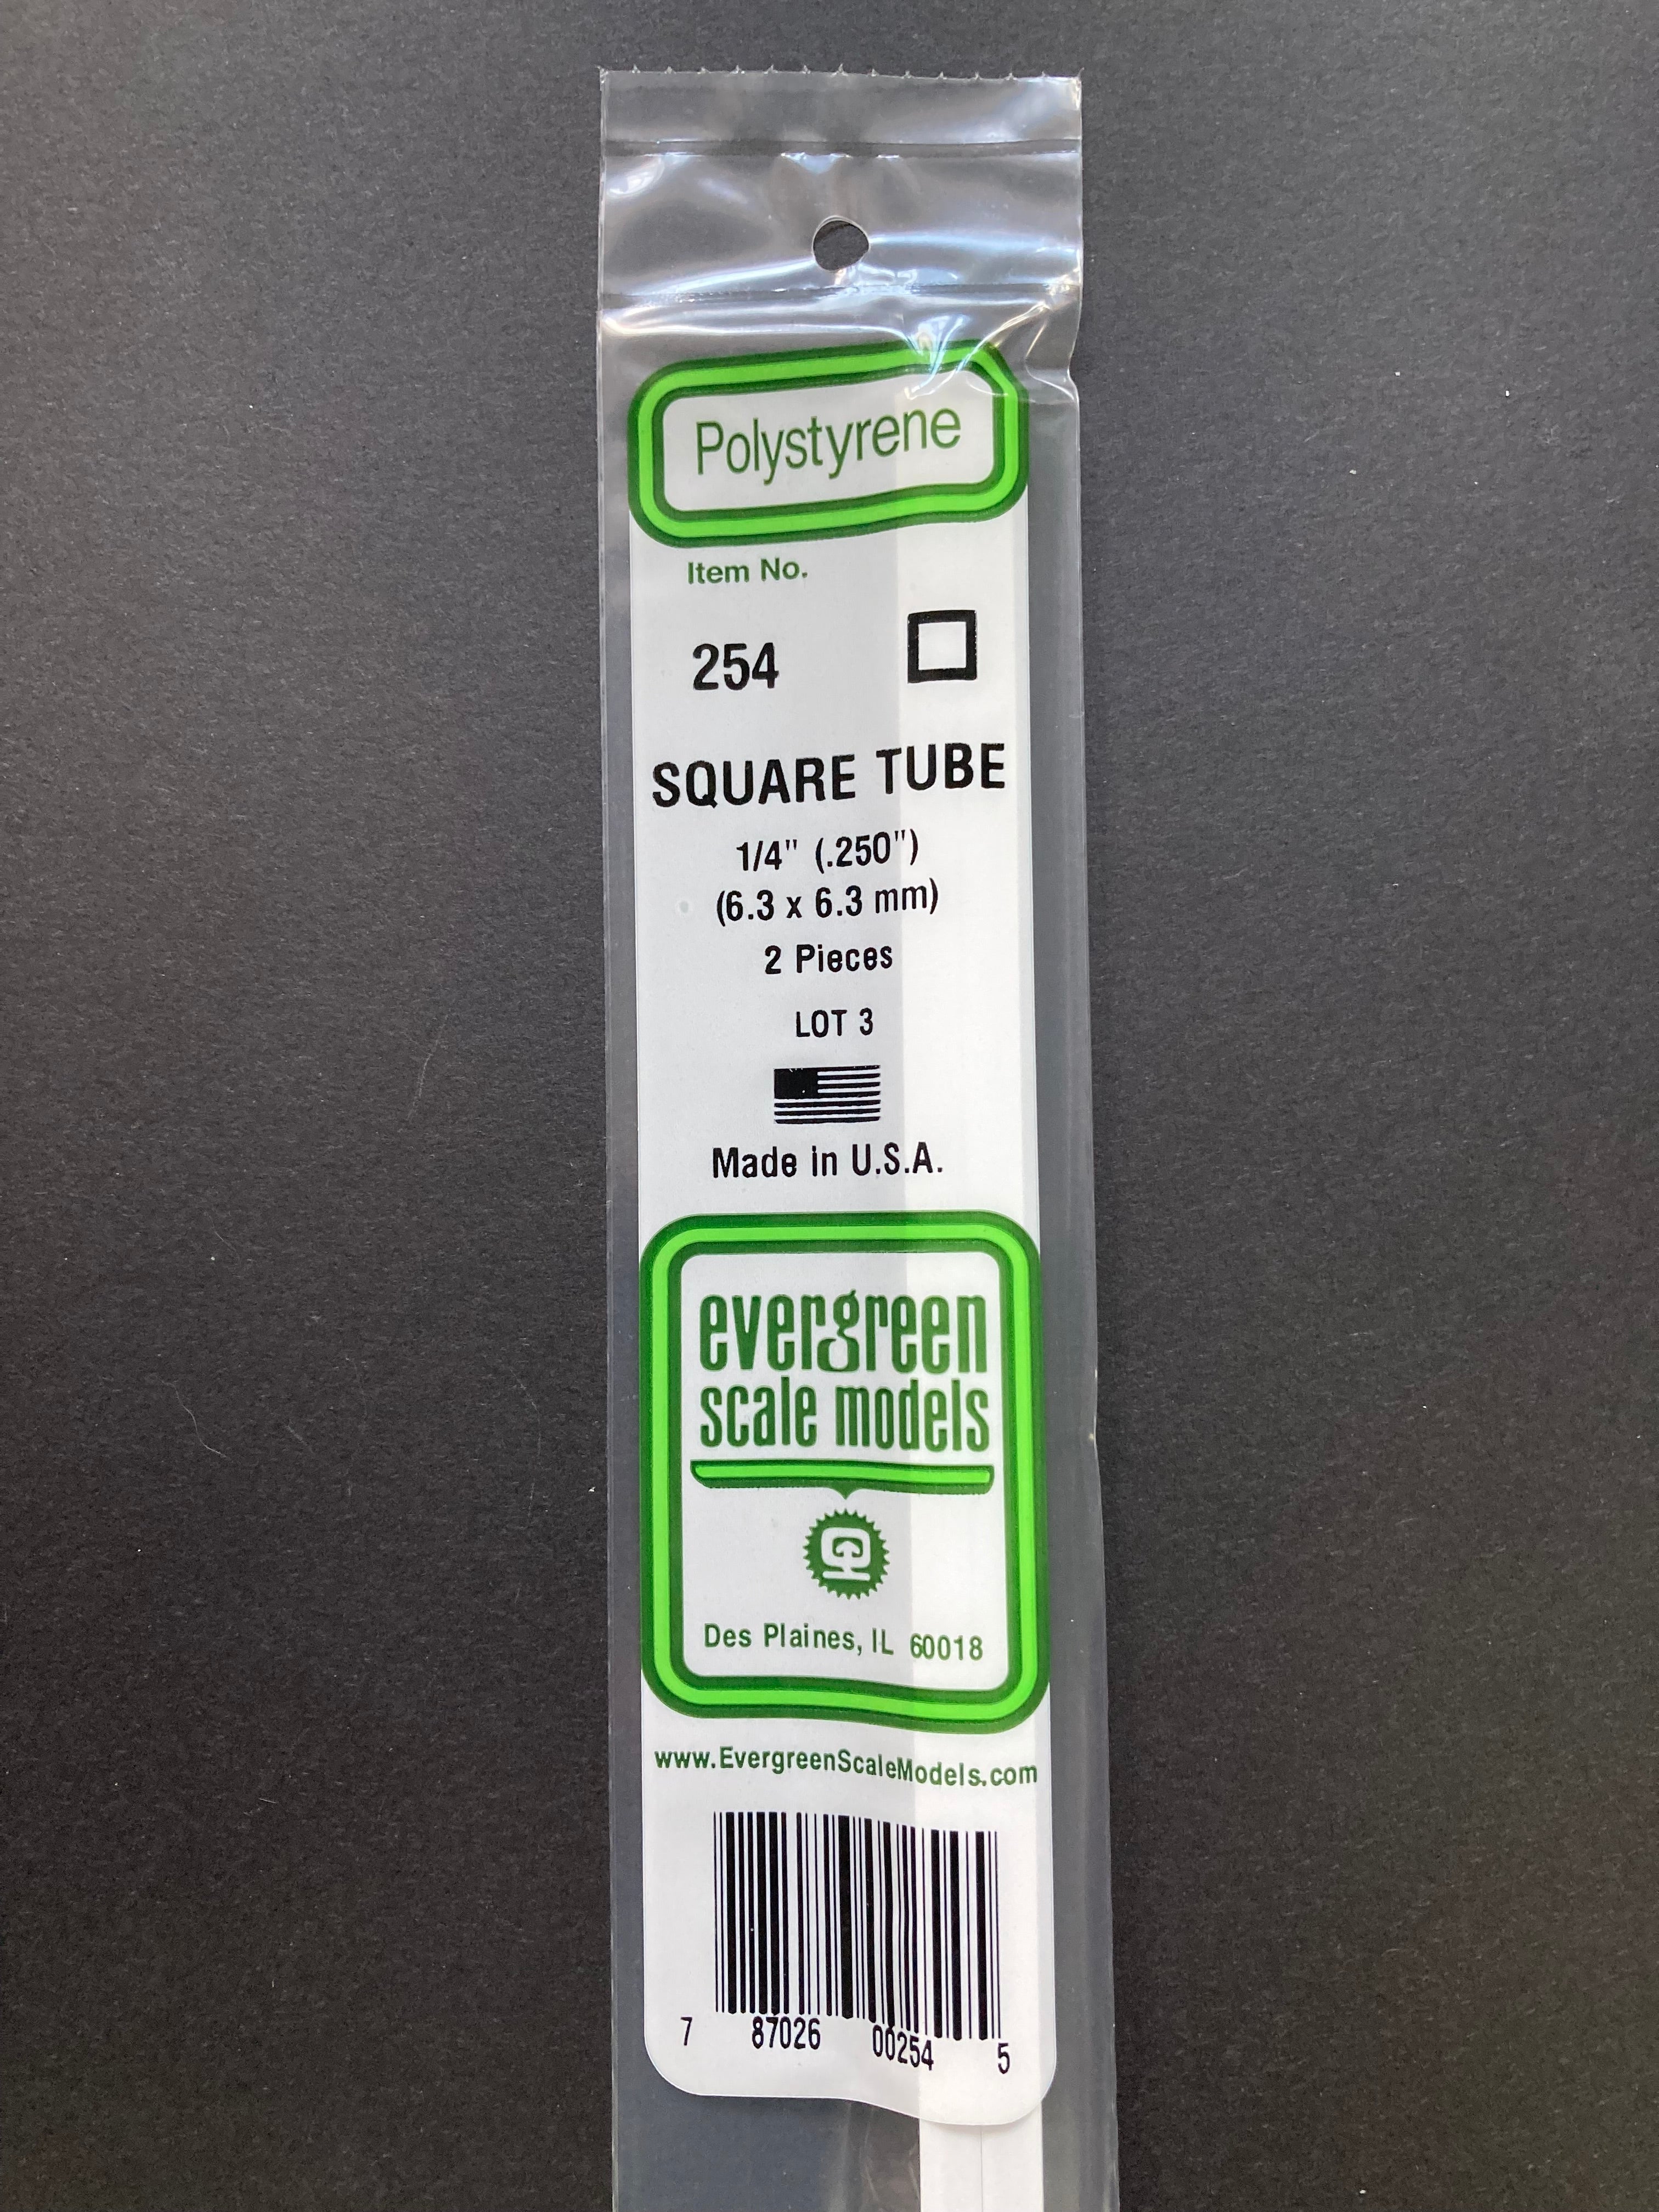 Polystyrene
Item No.
254
SQUARE TUBE
1/4" (.250")
(6.3 x 6.3 mm)
2 Pieces
LOT 3
Made in U.S.A.
evergreen
scale models
Des Plaines, IL 60018
www.EvergreenScaleModels.com
7 87026 00254 5